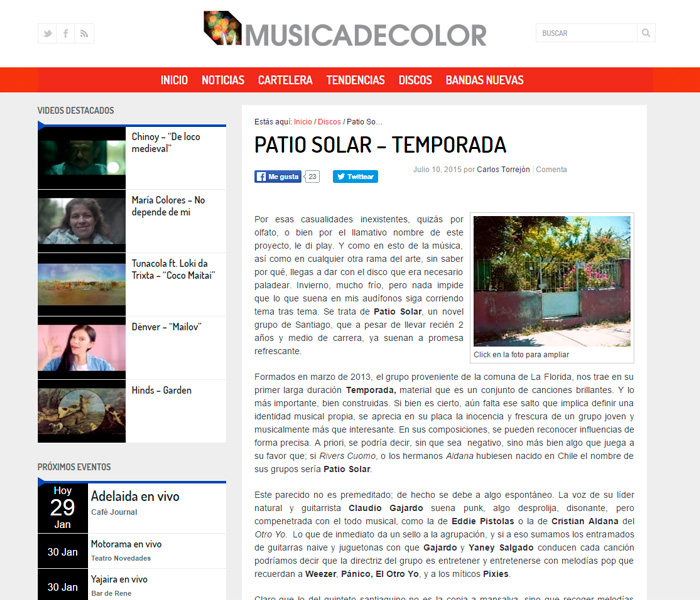 MUSICADECOLOR
BUSCAR
INICIO NOTICIAS CARTELERA TENDENCIAS DISCOS BANDAS NUEVAS
VIDEOS DESTACADOS
Chinoy – “De loco
medieval”
María Colores – No
depende de mi
Tunacola ft. Loki da
Trixta – “Coco Maitai”
Dënver – “Mailov”
Hinds – Garden
PRÓXIMOS EVENTOS
Hoy
29
Jan
Adelaida en vivo
Café Journal
30 Jan
Motorama en vivo
Teatro Novedades
30 Jan
Yajaira en vivo
Bar de Rene
Estás aquí: Inicio / Discos / Patio So...
PATIO SOLAR – TEMPORADA
Me gusta 23 Twittear
Julio 10, 2015 por Carlos Torrejón | Comenta
Por esas casualidades inexistentes, quizás por
olfato, o bien por el llamativo nombre de este
proyecto, le di play. Y como en esto de la música,
así como en cualquier otra rama del arte, sin saber
por qué, llegas a dar con el disco que era necesario
paladear. Invierno, mucho frío, pero nada impide
que lo que suena en mis audífonos siga corriendo
tema tras tema. Se trata de Patio Solar, un novel
grupo de Santiago, que a pesar de llevar recién 2
años y medio de carrera, ya suenan a promesa
refrescante.
Click en la foto para ampliar
Formados en marzo de 2013, el grupo proveniente de la comuna de La Florida, nos trae en su
primer larga duración Temporada, material que es un conjunto de canciones brillantes. Y lo
más importante, bien construidas. Si bien es cierto, aún falta ese salto que implica definir una
identidad musical propia, se aprecia en su placa la inocencia y frescura de un grupo joven y
musicalmente más que interesante. En sus composiciones, se pueden reconocer influencias de
forma precisa. A priori, se podría decir, sin que sea negativo, sino más bien algo que juega a
su favor que; si Rivers Cuomo, o los hermanos Aldana hubiesen nacido en Chile el nombre de
sus grupos sería Patio Solar.
Este parecido no es premeditado; de hecho se debe a algo espontáneo. La voz de su líder
natural y guitarrista Claudio Gajardo suena punk, algo desprolija, disonante, pero
compenetrada con el todo musical, como la de Eddie Pistolas o la de Cristian Aldana del
Otro Yo. Lo que de inmediato da un sello a la agrupación, y si a eso sumamos los entramados
de guitarras naive y juguetonas con que Gajardo y Yaney Salgado conducen cada canción
podríamos decir que la directriz del grupo es entretener y entretenerse con melodías pop que
recuerdan a Weezer, Pánico, El Otro Yo, y a los míticos Pixies.
Claro que lo del quinteto santiaguino no es la copia a mansalva, sino que recoger melodías